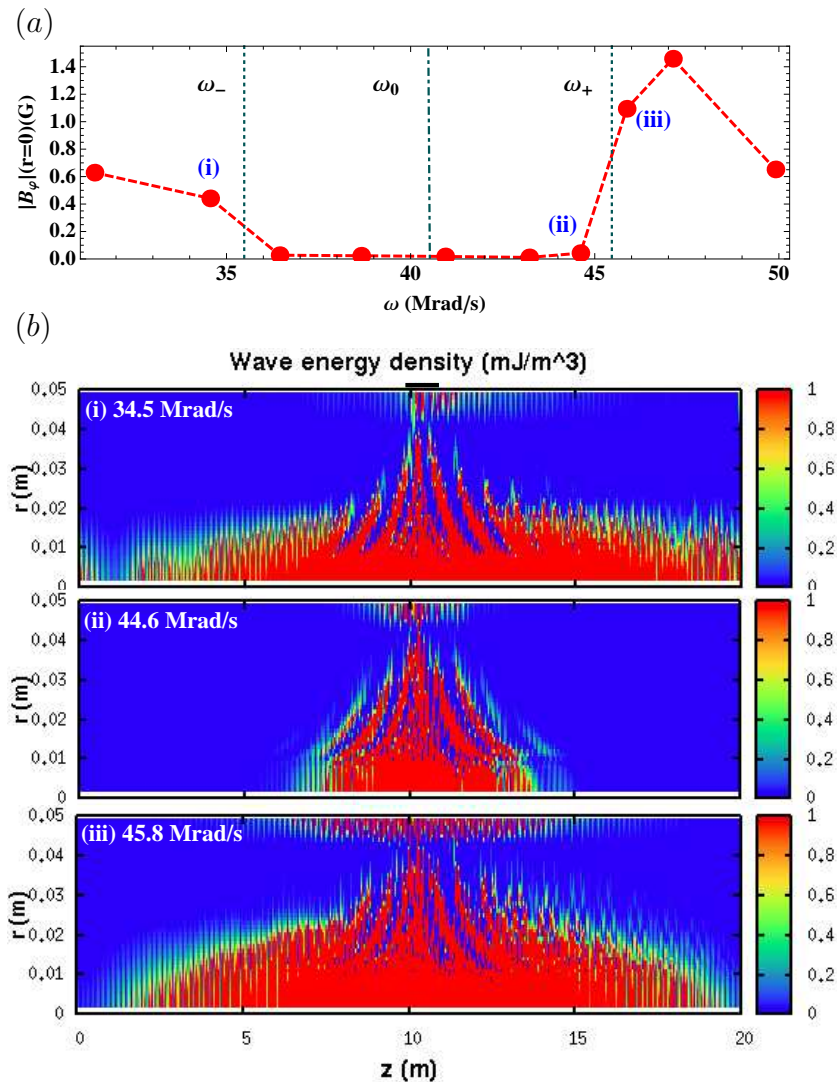 (a)
1.4
1.2
1.0
0.8
0.6
0.4
0.2
0.0
|Bφ|(r=0)(G)
ω− ω0 ω+
(i) (ii) (iii)
35 40 45 50
ω (Mrad/s)
(b)
Wave energy density (mJ/m^3)
(i) 34.5 Mrad/s
0.05
0.04
0.03
0.02
0.01
0
r (m)
1
0.8
0.6
0.4
0.2
0
(ii) 44.6 Mrad/s
0.05
0.04
0.03
0.02
0.01
0
r (m)
1
0.8
0.6
0.4
0.2
0
(iii) 45.8 Mrad/s
0.05
0.04
0.03
0.02
0.01
0
r (m)
1
0.8
0.6
0.4
0.2
0
0 5 10 15 20
z (m)